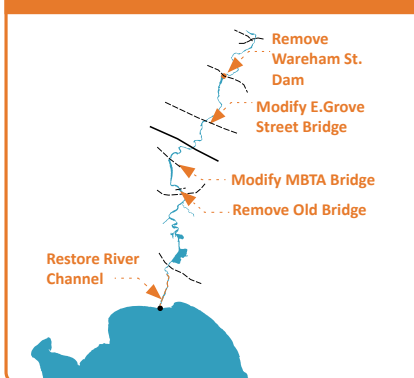 Remove
Wareham St.
Dam
Modify E.Grove
Street Bridge
Modify MBTA Bridge
Remove Old Bridge
Restore River
Channel